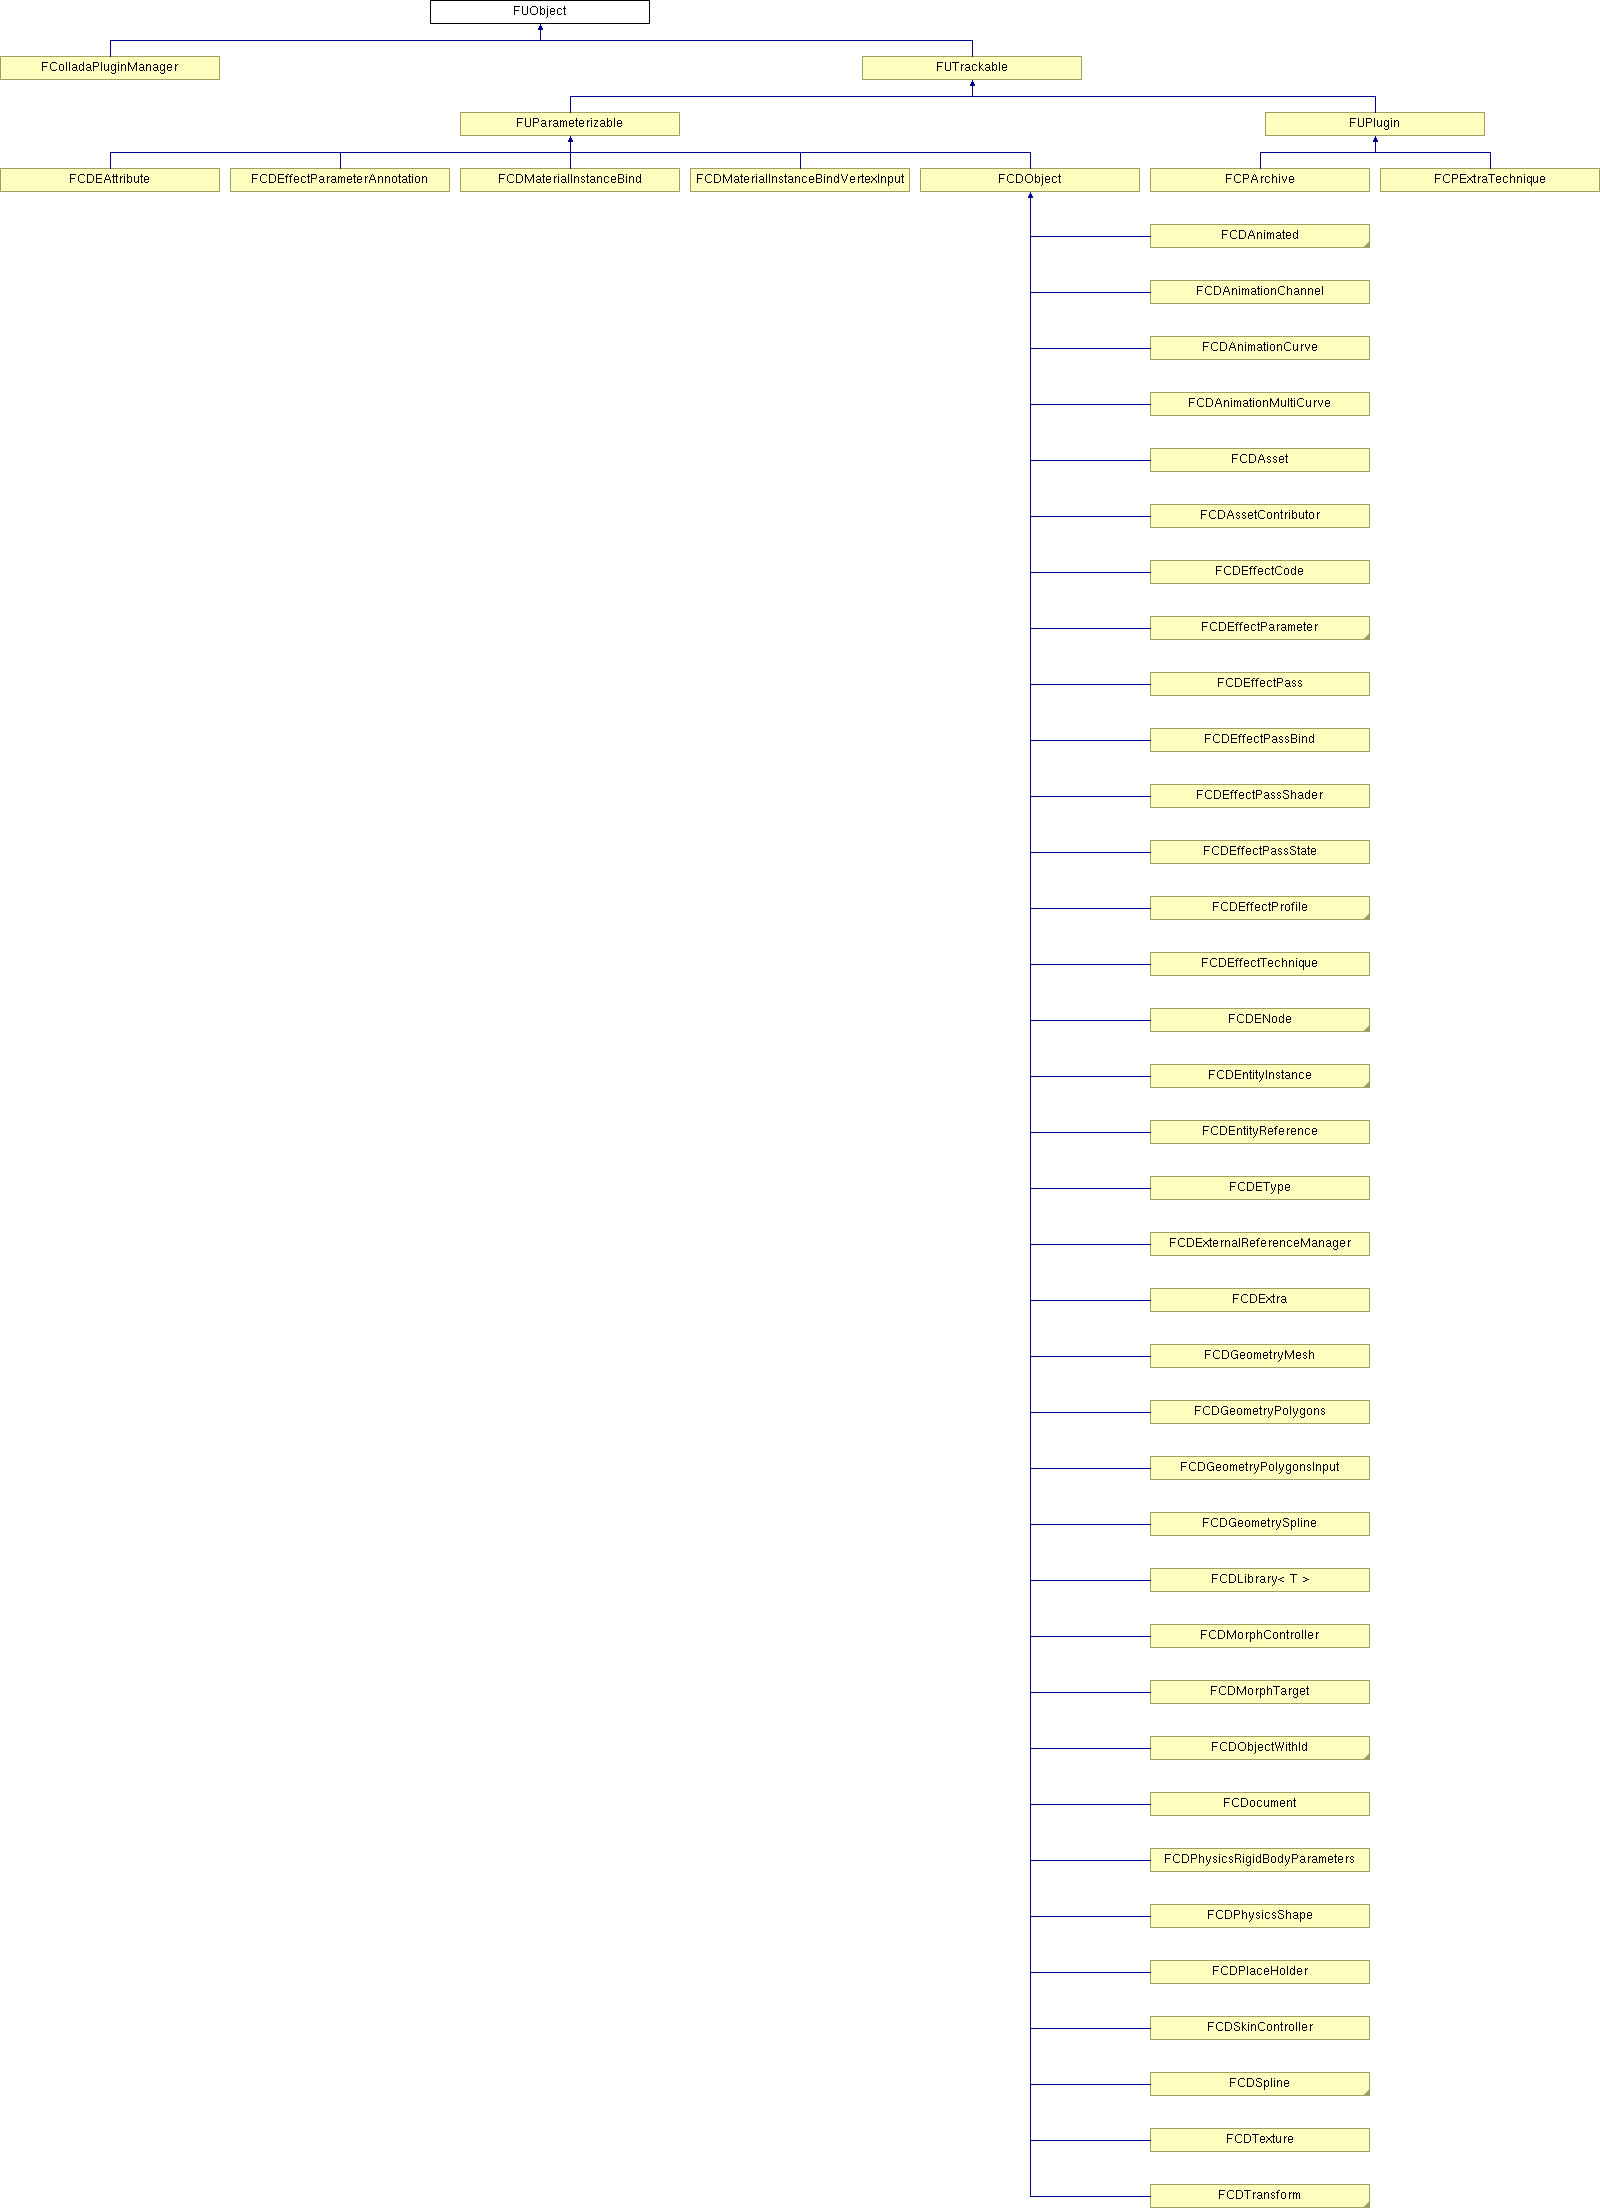 FUObject
FColladaPluginManager
FUTrackable
FUParameterizable
FUPlugin
FCDEAttribute
FCDEffectParameterAnnotation
FCDMaterialInstanceBind
FCDMaterialInstanceBindVertexInput
FCDObject
FCPArchive
FCPExtraTechnique
FCDAnimated
FCDAnimationChannel
FCDAnimationCurve
FCDAnimationMultiCurve
FCDAsset
FCDAssetContributor
FCDEffectCode
FCDEffectParameter
FCDEffectPass
FCDEffectPassBind
FCDEffectPassShader
FCDEffectPassState
FCDEffectProfile
FCDEffectTechnique
FCDENode
FCDEntityInstance
FCDEntityReference
FCDEType
FCDExternalReferenceManager
FCDExtra
FCDGeometryMesh
FCDGeometryPolygons
FCDGeometryPolygonsInput
FCDGeometrySpline
FCDLibrary< T >
FCDMorphController
FCDMorphTarget
FCDObjectWithId
FCDocument
FCDPhysicsRigidBodyParameters
FCDPhysicsShape
FCDPlaceHolder
FCDSkinController
FCDSpline
FCDTexture
FCDTransform